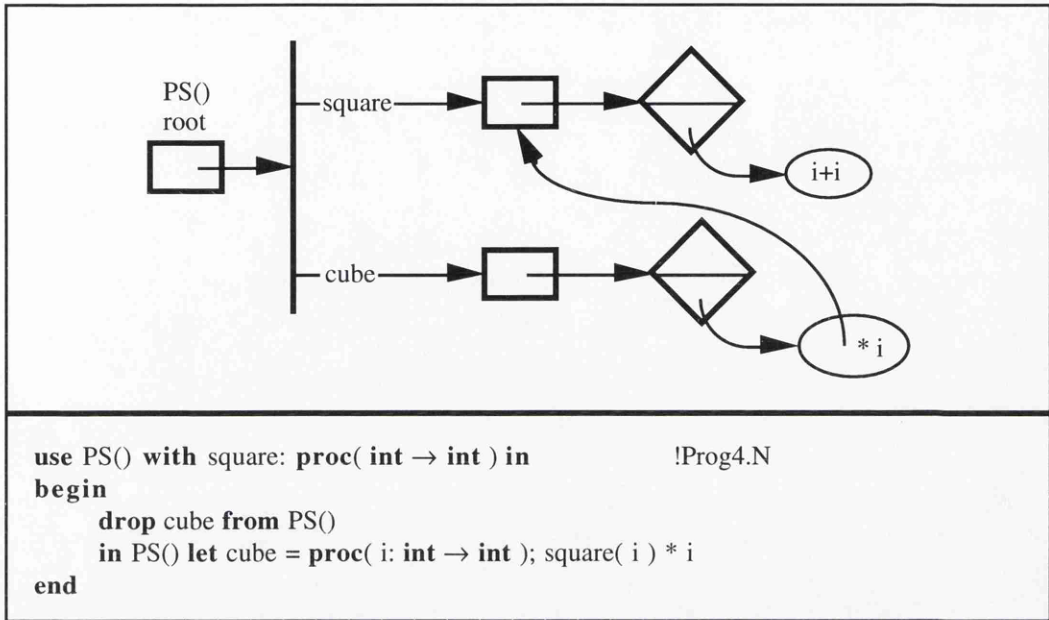 PS()
root
square
i+i
cube
* i
use PS() with square: proc( int → int ) in !Prog4.N
begin
drop cube from PS()
in PS() let cube = proc( i: int → int ); square( i ) * i
end